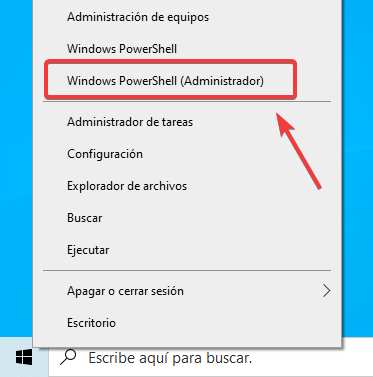 Administración de equipos
Windows PowerShell
Windows PowerShell (Administrador)
Administrador de tareas
Configuración
Explorador de archivos
Buscar
Ejecutar
Apagar o cerrar sesión
Escritorio
Escribe aquí para buscar.